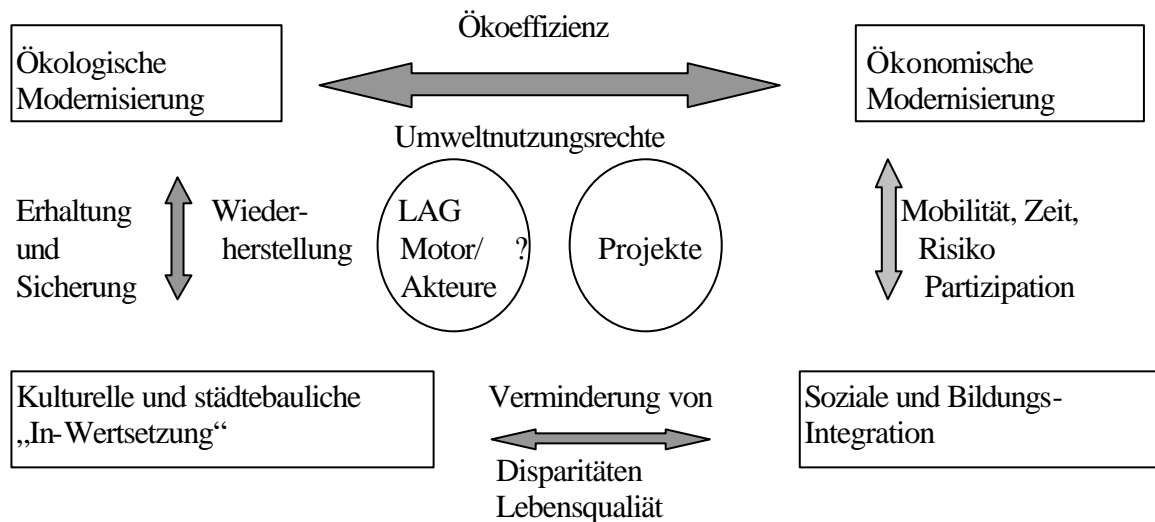 Ökoeffizienz
Ökologische
Modernisierung
Ökonomische
Modernisierung
Umweltnutzungsrechte
Erhaltung
und
Sicherung
Wieder-
herstellung
LAG
Motor/ ?
Akteure
Projekte
Mobilität, Zeit,
Risiko
Partizipation
Kulturelle und städtebauliche
„In-Wertsetzung“
Verminderung von
Disparitäten
Lebensqualiät
Soziale und Bildungs-
Integration